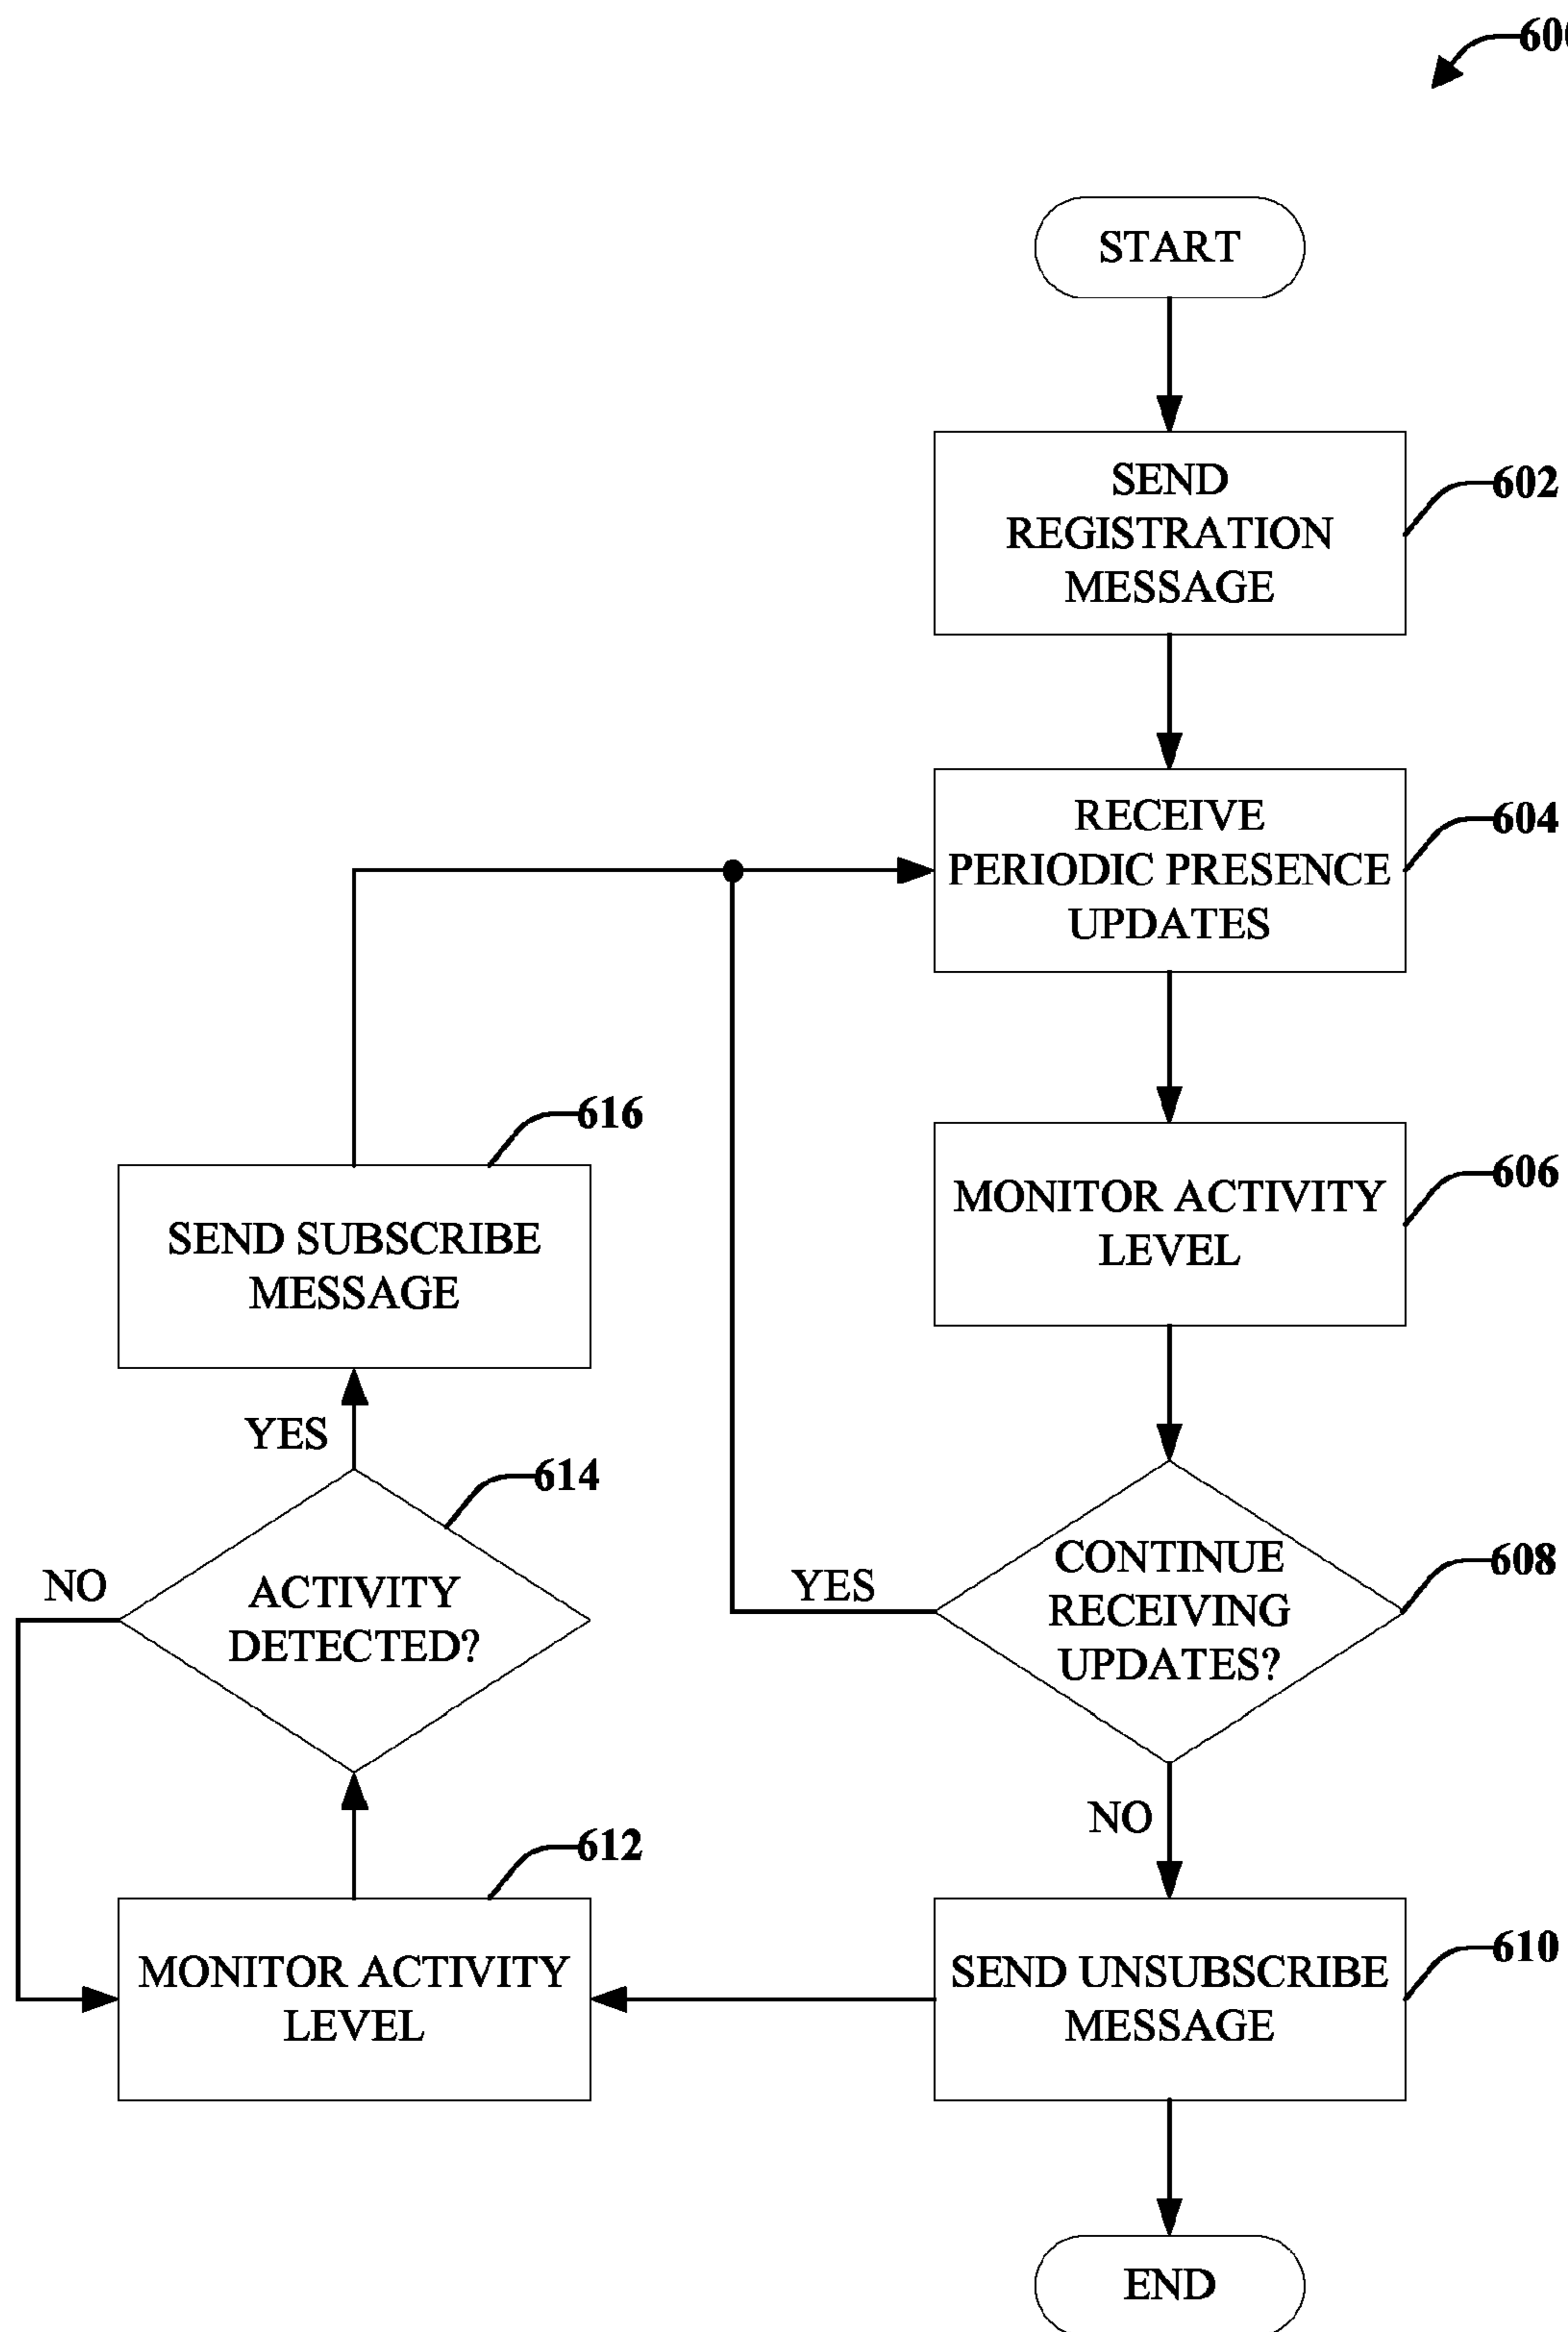 600
START
SEND
REGISTRATION
MESSAGE
602
RECEIVE
PERIODIC PRESENCE
UPDATES
604
MONITOR ACTIVITY
LEVEL
606
CONTINUE
RECEIVING
UPDATES?
608
YES
NO
SEND UNSUBSCRIBE
MESSAGE
610
MONITOR ACTIVITY
LEVEL
612
ACTIVITY
DETECTED?
614
NO
YES
SEND SUBSCRIBE
MESSAGE
616
END